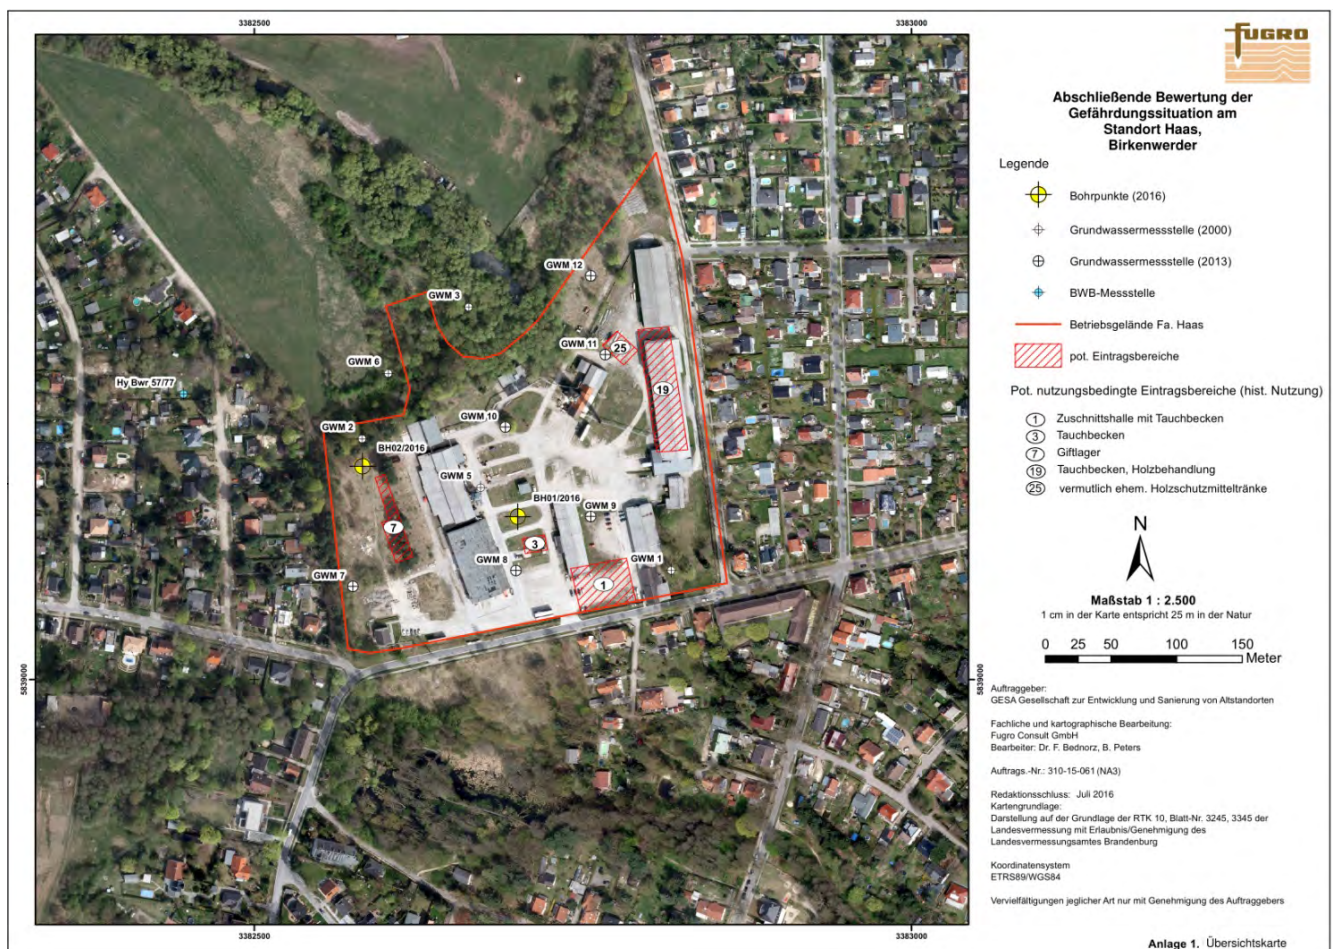 3382500
3383000
FUGRO
Abschließende Bewertung der
Gefährdungssituation am
Standort Haas,
Birkenwerder
Legende
Bohrpunkte (2016)
Grundwassermessstelle (2000)
Grundwassermessstelle (2013)
BWB-Messstelle
Betriebsgelände Fa. Haas
pot. Eintragsbereiche
Pot. nutzungsbedingte Eintragsbereiche (hist. Nutzung)
1 Zuschnittshalle mit Tauchbecken
3 Tauchbecken
7 Giftlager
19 Tauchbecken, Holzbehandlung
25 vermutlich ehem. Holzschutzmitteltränke
N
Maßstab 1 : 2.500
1 cm in der Karte entspricht 25 m in der Natur
0 50 100 150 Meter
Auftraggeber:
GESA Gesellschaft zur Entwicklung und Sanierung von Altstandorten
Fachliche und kartographische Bearbeitung:
Fugro Consult GmbH
Bearbeiter: Dr. F. Bednorz, B. Peters
Auftrags.-Nr.: 310-15-061 (NA3)
Redaktionsschluss: Juli 2016
Kartengrundlage:
Darstellung auf der Grundlage der RTK 10, Blatt-Nr. 3245, 3345 der
Landesvermessung mit Erlaubnis/Genehmigung des
Landesvermessungsamtes Brandenburg
Koordinatensystem
ETRS89/WGS84
Vervielfältigungen jeglicher Art nur mit Genehmigung des Auftraggebers
Anlage 1. Übersichtskarte
GWM 12
GWM 3
GWM 11
25
GWM 6
Hy Bwr 57/77
19
GWM 10
GWM 2
BH02/2016
GWM 5
BH01/2016
GWM 9
7
3
GWM 8
GWM 1
GWM 7
1
5839000
5839000
3382500
3383000